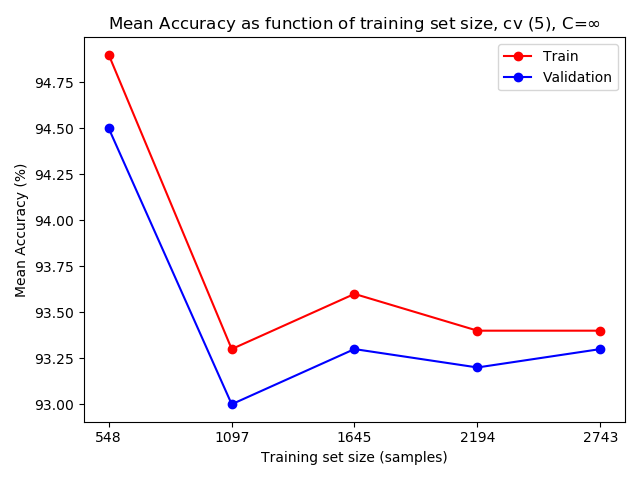 Mean Accuracy as function of training set size, cv (5), C=∞
Train
Validation
Mean Accuracy (%)
94.75
94.50
94.25
94.00
93.75
93.50
93.25
93.00
548 1097 1645 2194 2743
Training set size (samples)